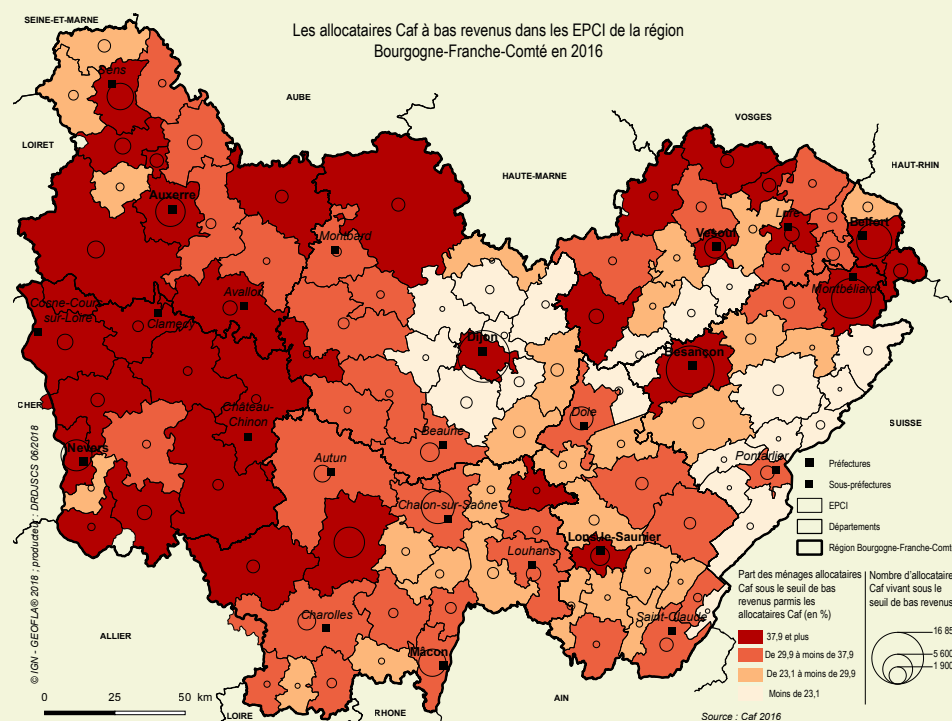 Les allocataires Caf à bas revenus dans les EPCI de la région
Bourgogne-Franche-Comté en 2016
SEINE-ET-MARNE
AUBE
VOSGES
LOIRET
HAUTE-MARNE
HAUT-RHIN
Sens
Auxerre
Montbard
Vesoul
Lure
Belfort
Montbéliard
Avallon
Cosne-Cours-
sur-Loire
Clamecy
Dijon
Besançon
CHER
Château-
Chinon
Nevers
Beaune
Dole
SUISSE
Autun
Pontarlier
Chalon-sur-Saône
Louhans
Lons-le-Saunier
Charolles
Saint-Claude
Mâcon
ALLIER
LOIRE
RHONE
AIN
Préfectures
Sous-préfectures
EPCI
Départements
Région Bourgogne-Franche-Comt
Part des ménages allocataires
Caf sous le seuil de bas
revenus parmis les
allocataires Caf (en %)
37,9 et plus
De 29,9 à moins de 37,9
De 23,1 à moins de 29,9
Moins de 23,1
Nombre d'allocataire
Caf vivant sous le
seuil de bas revenus
16 85
5 600
1 900
0 25 50 km
Source : Caf 2016
© IGN - GEOFLA® 2018 ; producteur : DRDJSCS 06/2018